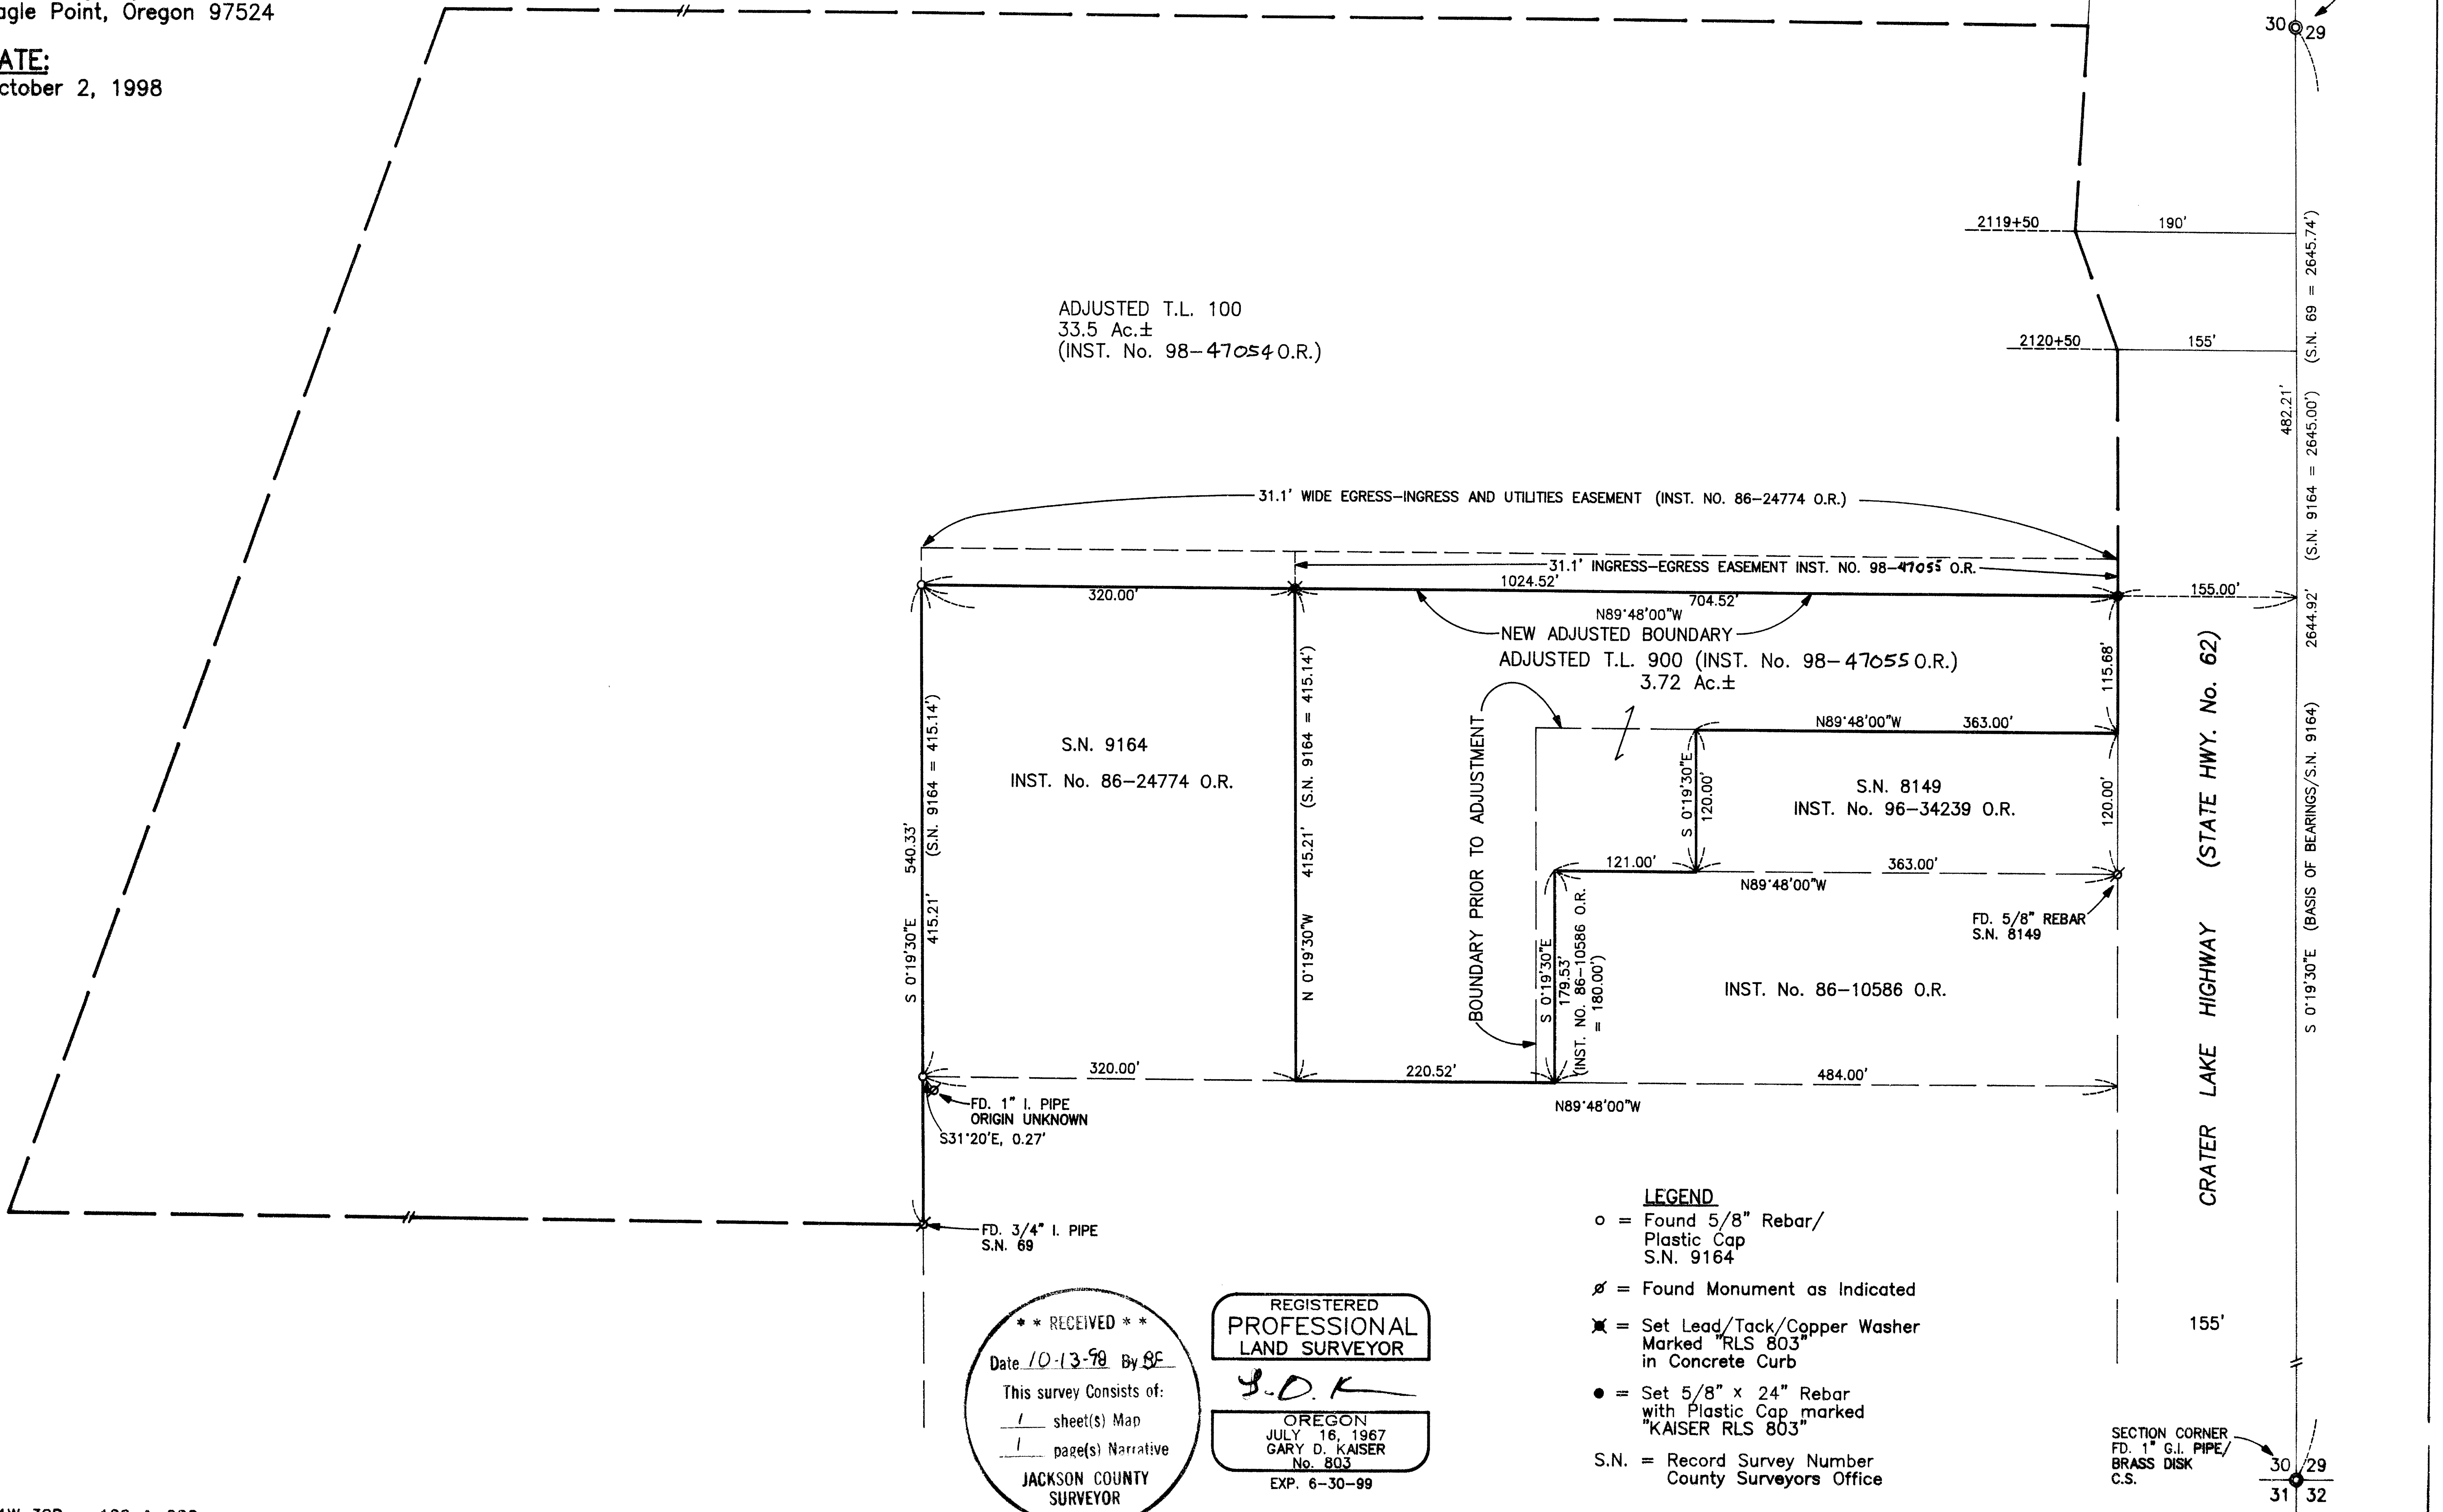 agle Point, Oregon 97524
ATE:
ctober 2, 1998
30 29
2119+50
190'
2120+50
155'
482.21'
(S.N. 69 = 2645.74')
(S.N. 9164 = 2645.00')
2644.92'
S 0°19'30"E (BASIS OF BEARINGS/S.N. 9164)
ADJUSTED T.L. 100
33.5 Ac.±
(INST. No. 98-47054 O.R.)
31.1' WIDE EGRESS-INGRESS AND UTILITIES EASEMENT (INST. NO. 86-24774 O.R.)
31.1' INGRESS-EGRESS EASEMENT INST. NO. 98-47055 O.R.
1024.52'
320.00'
704.52'
N89°48'00"W
155.00'
NEW ADJUSTED BOUNDARY
ADJUSTED T.L. 900 (INST. No. 98-47055 O.R.)
3.72 Ac.±
115.68'
CRATER LAKE HIGHWAY (STATE HWY. No. 62)
S 0°19'30"E 540.33'
415.21' (S.N. 9164 = 415.14')
S.N. 9164
INST. No. 86-24774 O.R.
N 0°19'30"W 415.21' (S.N. 9164 = 415.14')
BOUNDARY PRIOR TO ADJUSTMENT
N89°48'00"W 363.00'
S 0°19'30"E
120.00'
S.N. 8149
INST. No. 96-34239 O.R.
120.00'
121.00'
363.00'
N89°48'00"W
FD. 5/8" REBAR
S.N. 8149
S 0°19'30"E
179.53'
(INST. NO. 86-10586 O.R.
= 180.00')
INST. No. 86-10586 O.R.
320.00'
220.52'
484.00'
N89°48'00"W
FD. 1" I. PIPE
ORIGIN UNKNOWN
S31°20'E, 0.27'
FD. 3/4" I. PIPE
S.N. 69
LEGEND
= Found 5/8" Rebar/
Plastic Cap
S.N. 9164
= Found Monument as Indicated
= Set Lead/Tack/Copper Washer
Marked "RLS 803"
in Concrete Curb
= Set 5/8" x 24" Rebar
with Plastic Cap marked
"KAISER RLS 803"
S.N. = Record Survey Number
County Surveyors Office
155'
SECTION CORNER
FD. 1" G.I. PIPE/
BRASS DISK
C.S.
30 29
31 32
* * RECEIVED * *
Date 10-13-98 By BF
This survey Consists of:
1 sheet(s) Map
1 page(s) Narrative
JACKSON COUNTY
SURVEYOR
REGISTERED
PROFESSIONAL
LAND SURVEYOR
OREGON
JULY 16, 1967
GARY D. KAISER
No. 803
EXP. 6-30-99